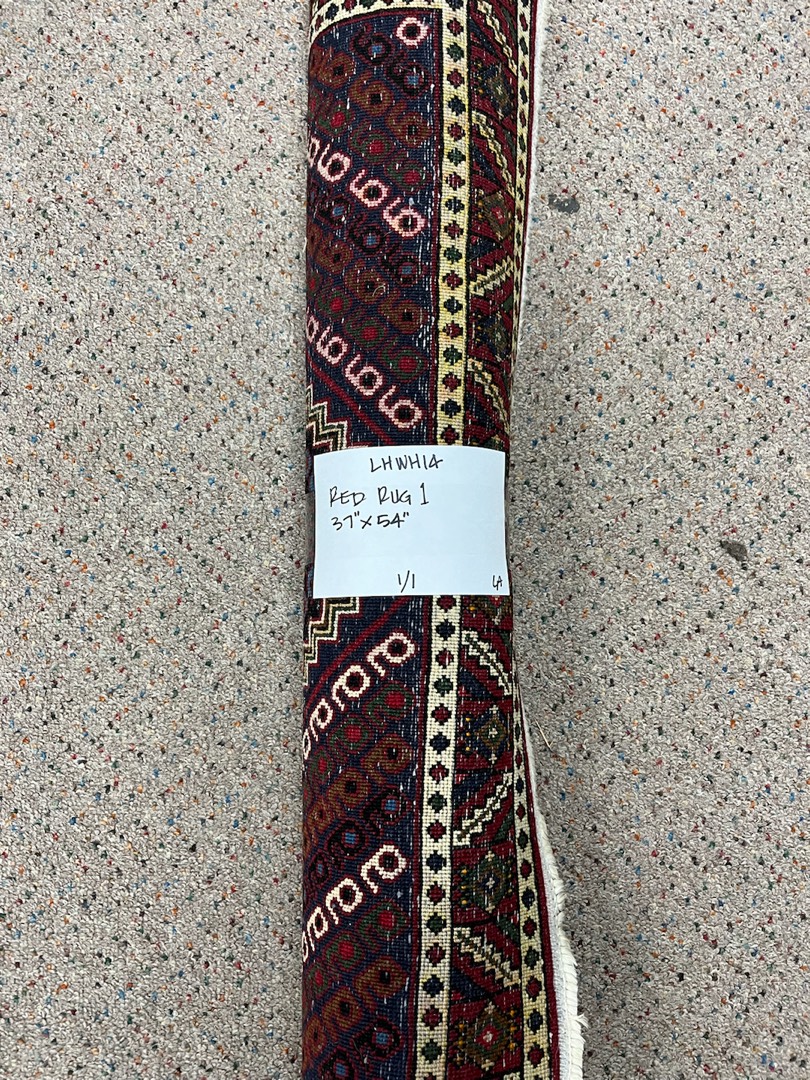 LHWH14
RED RUG 1
37"X54"
1/1
LA